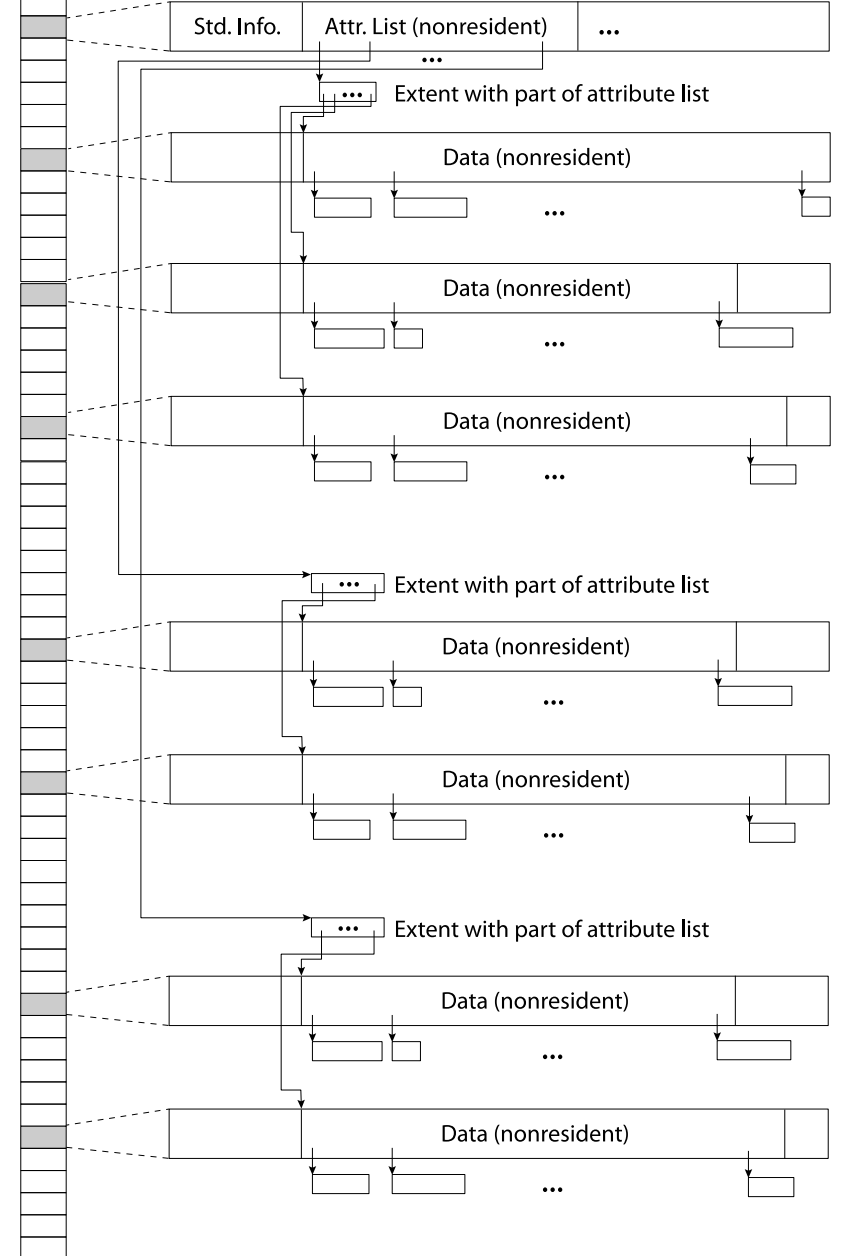 Std. Info. Attr. List (nonresident) ...
...
... Extent with part of attribute list
Data (nonresident)
...
Data (nonresident)
...
Data (nonresident)
...
... Extent with part of attribute list
Data (nonresident)
...
Data (nonresident)
...
... Extent with part of attribute list
Data (nonresident)
...
Data (nonresident)
...